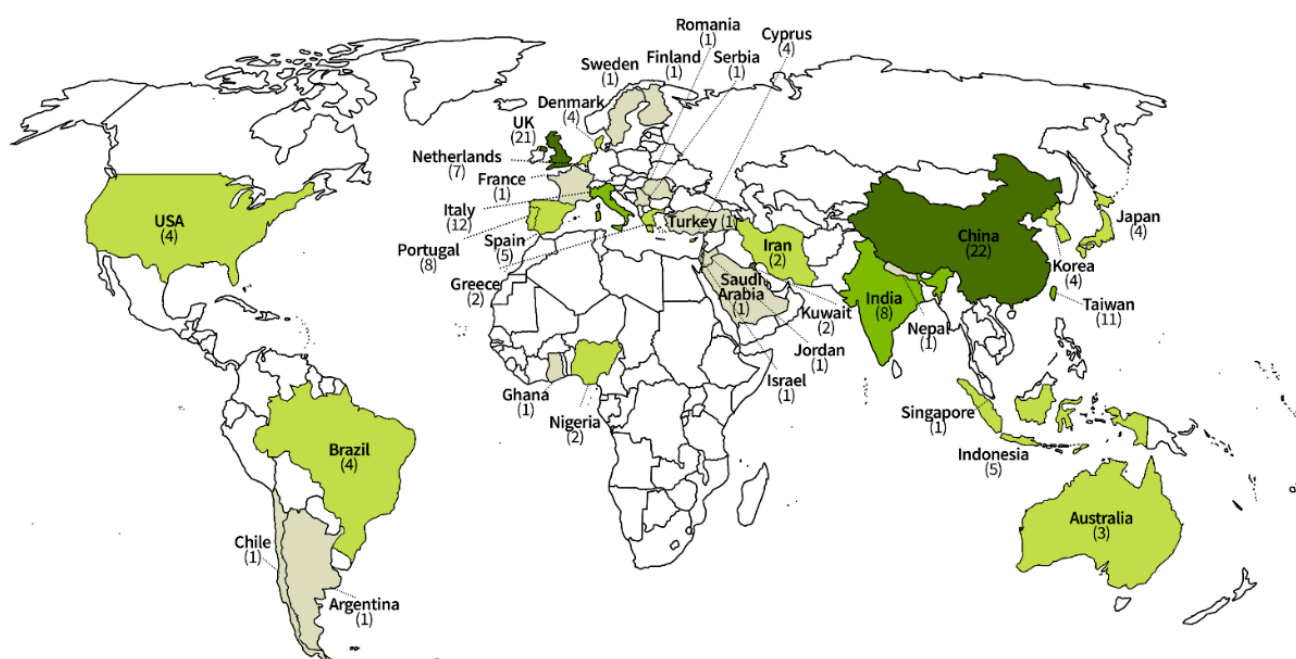 Romania
(1)
Cyprus
(4)
Finland
(1)
Serbia
(1)
Sweden
(1)
Denmark
(4)
UK
(21)
Netherlands
(7)
France
(1)
Italy
(12)
Portugal
(8)
Spain
(5)
Greece
(2)
Turkey (1)
USA
(4)
Iran
(2)
China
(22)
Japan
(4)
Korea
(4)
Taiwan
(11)
Saudi
Arabia
(1)
India
(8)
Kuwait
(2)
Nepal
(1)
Jordan
(1)
Israel
(1)
Ghana
(1)
Nigeria
(2)
Singapore
(1)
Indonesia
(5)
Brazil
(4)
Australia
(3)
Chile
(1)
Argentina
(1)